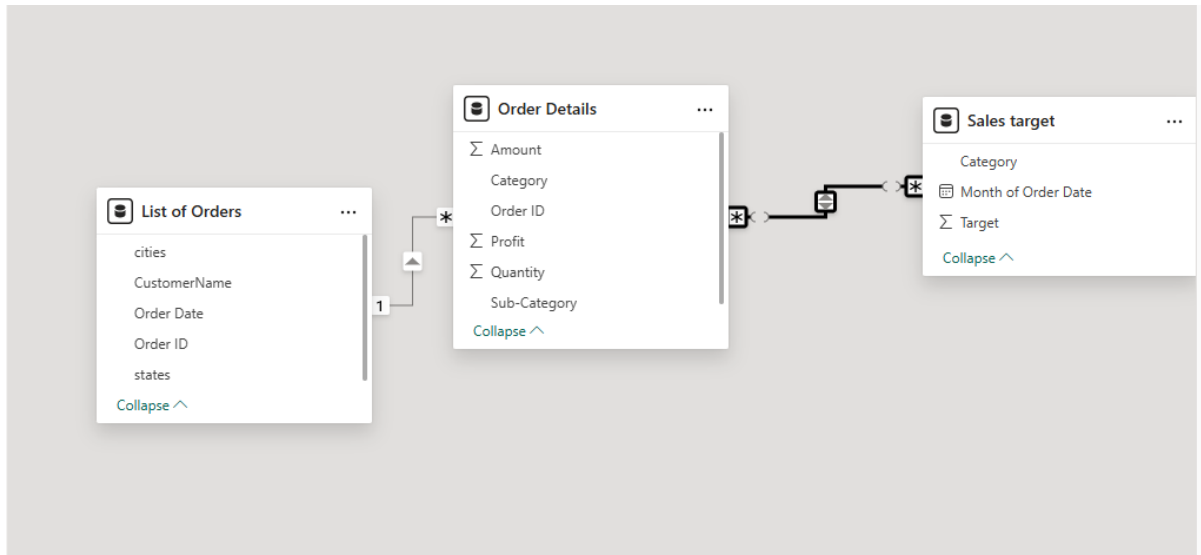 List of Orders
...
cities
CustomerName
Order Date
Order ID
states
Collapse
1
*
Order Details
...
Σ Amount
Category
Order ID
Σ Profit
Σ Quantity
Sub-Category
Collapse
*
*
Sales target
...
Category
Month of Order Date
Σ Target
Collapse